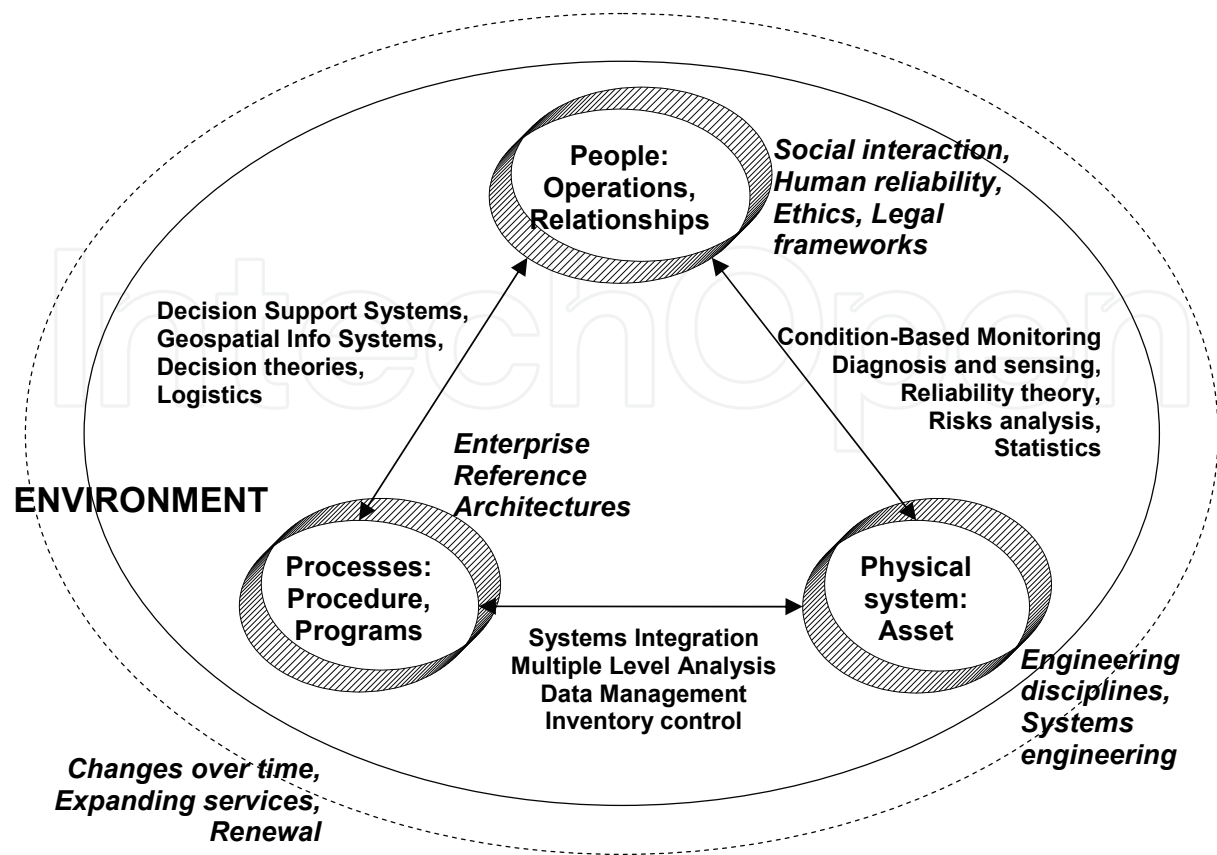 People:
Operations,
Relationships
Social interaction,
Human reliability,
Ethics, Legal
frameworks
IntechOpen
Decision Support Systems,
Geospatial Info Systems,
Decision theories,
Logistics
Condition-Based Monitoring
Diagnosis and sensing,
Reliability theory,
Risks analysis,
Statistics
Enterprise
Reference
Architectures
ENVIRONMENT
Processes:
Procedure,
Programs
Physical
system:
Asset
Systems Integration
Multiple Level Analysis
Data Management
Inventory control
Engineering
disciplines,
Systems
engineering
Changes over time,
Expanding services,
Renewal